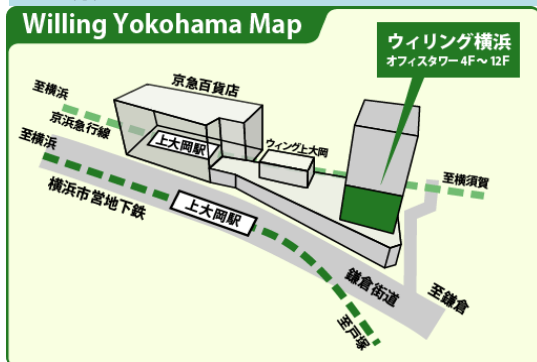 Willing Yokohama Map
ウィリング横浜
オフィスタワー4F～12F
京急百貨店
至横浜
京浜急行線
上大岡駅
ウィング上大岡
至横浜
至横須賀
横浜市営地下鉄
上大岡駅
鎌倉街道
至鎌倉
至戸塚